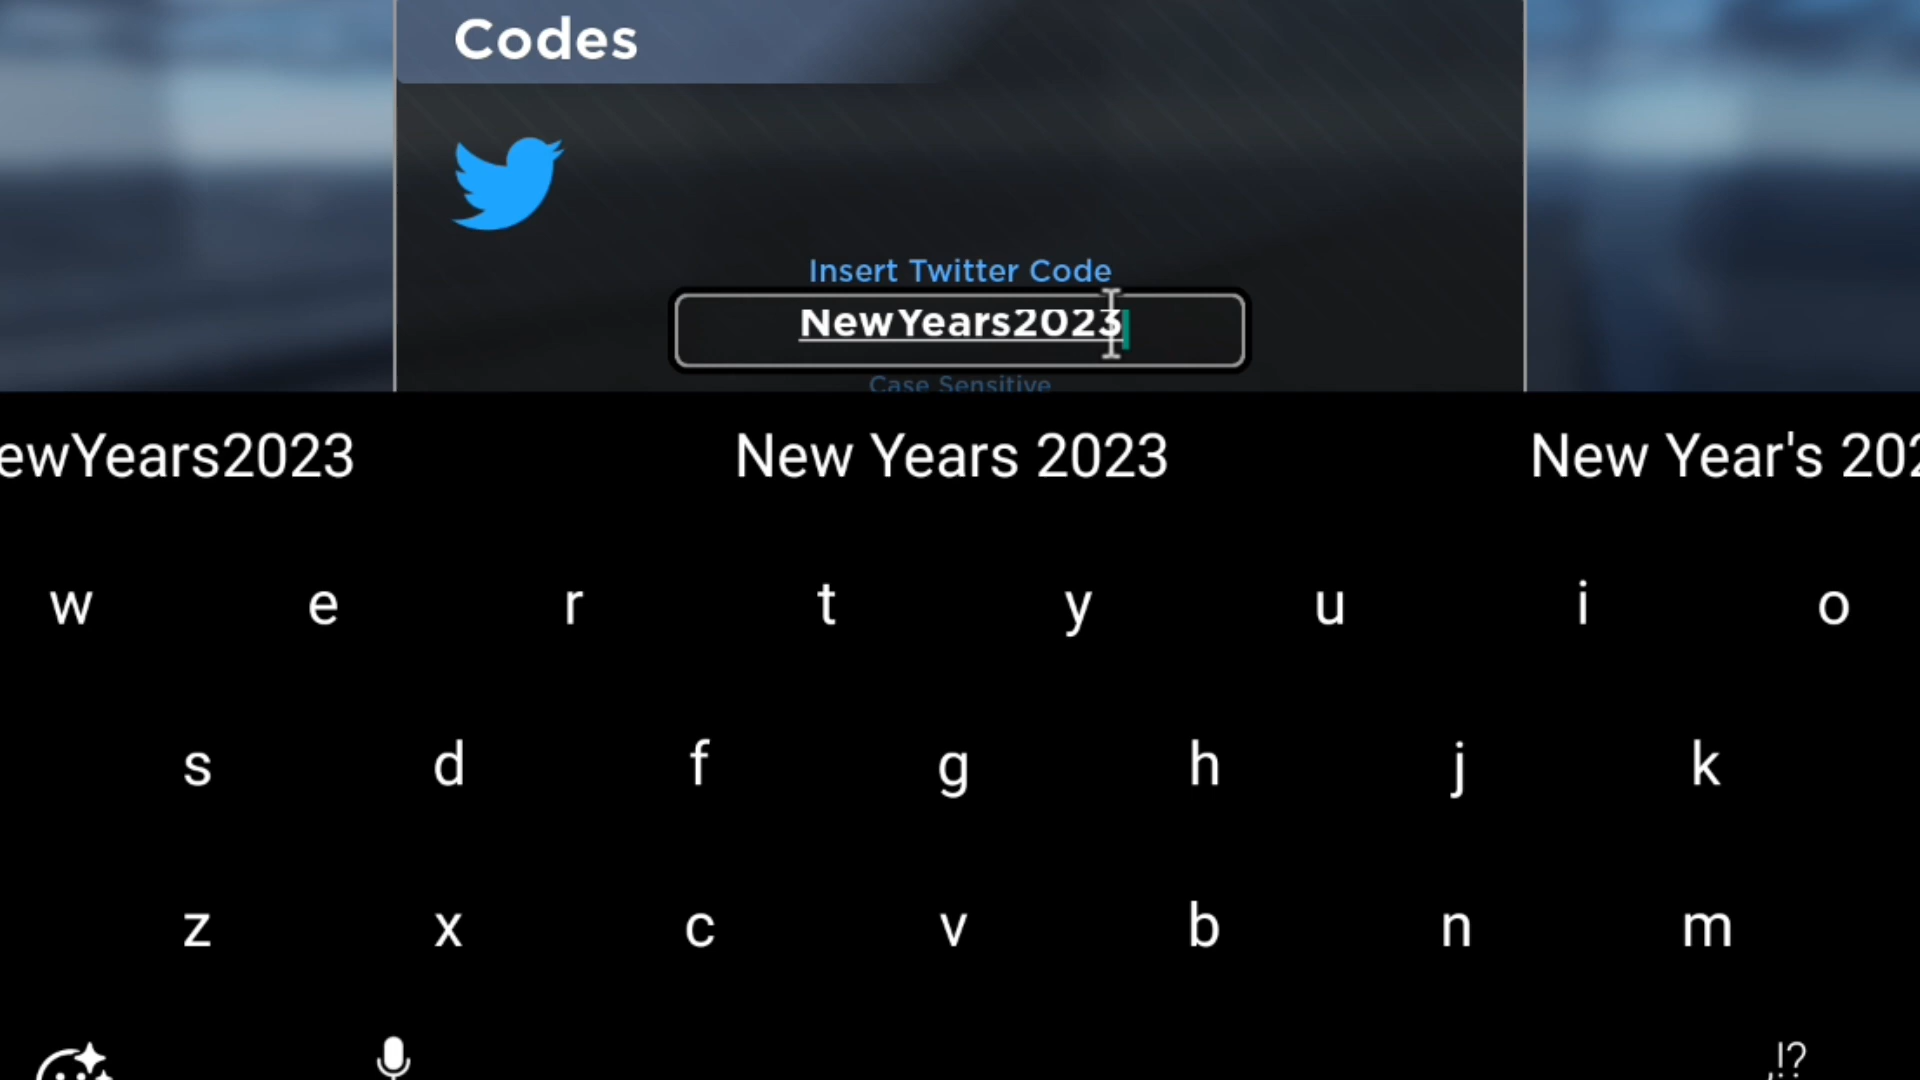 Codes
Insert Twitter Code
NewYears2023
Case Sensitive
ewYears2023 New Years 2023 New Year's 202
w e r t y u i o
s d f g h j k
z x c v b n m
,!?